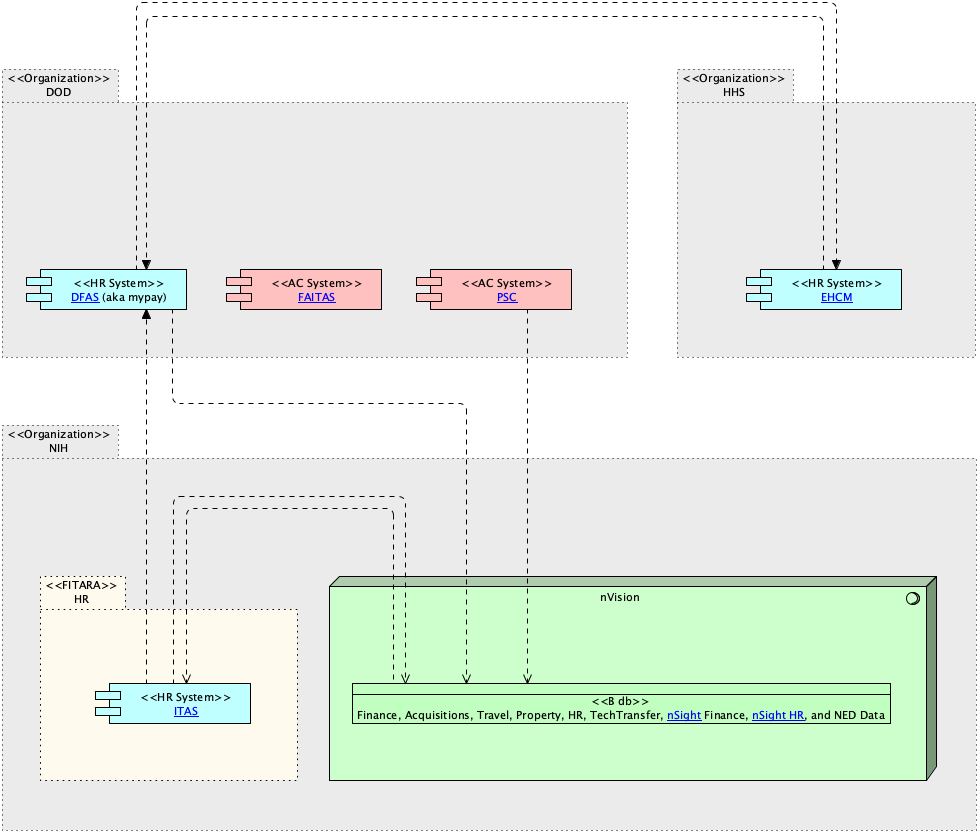 <<Organization>>
DOD
<<Organization>>
HHS
<<HR System>>
DFAS (aka mypay)
<<AC System>>
FAITAS
<<AC System>>
PSC
<<HR System>>
EHCM
<<Organization>>
NIH
<<FITARA>>
HR
nVision
<<HR System>>
ITAS
<<B db>>
Finance, Acquisitions, Travel, Property, HR, TechTransfer, nSight Finance, nSight HR, and NED Data